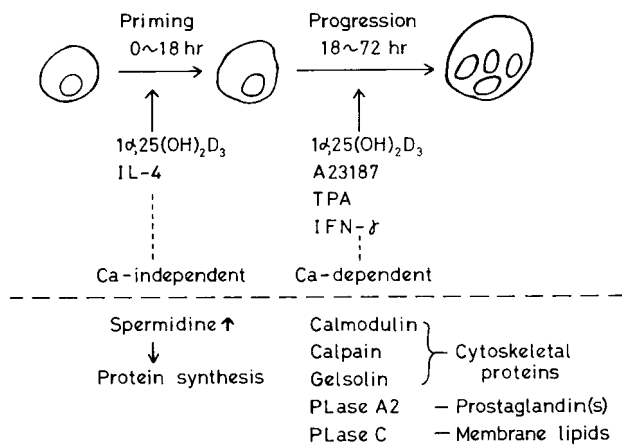 Priming Progression
0~18 hr 18~72 hr
1α,25(OH)₂D₃ 1α,25(OH)₂D₃
IL-4 A23187
TPA
IFN-γ
Ca-independent Ca-dependent
Spermidine ↑ Calmodulin
↓ Calpain Cytoskeletal
Protein synthesis Gelsolin proteins
PLase A2 — Prostaglandin(s)
PLase C — Membrane lipids